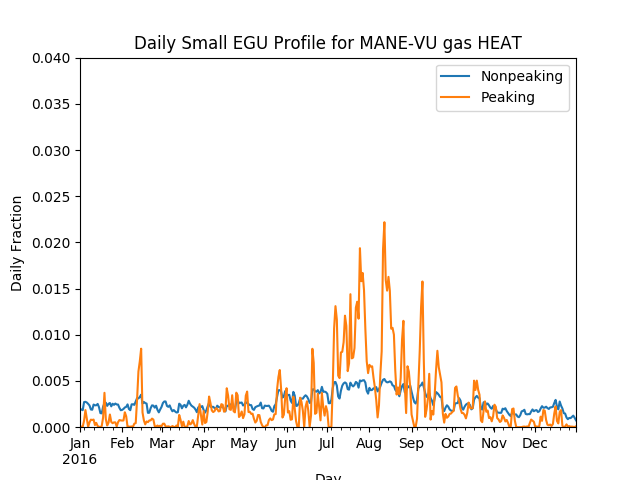 Daily Small EGU Profile for MANE-VU gas HEAT
Nonpeaking
Peaking
Daily Fraction
0.040
0.035
0.030
0.025
0.020
0.015
0.010
0.005
0.000
Jan Feb Mar Apr May Jun Jul Aug Sep Oct Nov Dec
2016
Day